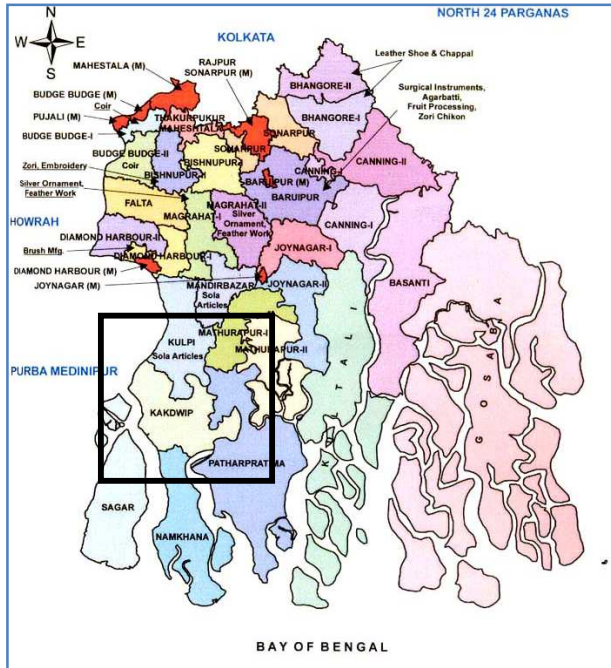 NORTH 24 PARGANAS
N
W E
S
KOLKATA
MAHESTALA (M)
RAJPUR
SONARPUR (M)
Leather Shoe & Chappal
BUDGE BUDGE (M)
Coir
PUJALI (M)
BUDGE BUDGE-I
THAKURPUKUR
MAHESHTALA
BHANGORE-II
BHANGORE-I
Surgical Instruments,
Agarbatti,
Fruit Processing,
Zori Chikon
SONARPUR
SONARPUR
BUDGE BUDGE-II
Coir
BISHNUPUR-I
CANNING-II
Zori, Embroidery
BISHNUPUR-II
CANNING-I
BARUIPUR (M)
BARUIPUR
Silver Ornament,
Feather Work
FALTA
MAGRAHAT-I
MAGRAHAT-II
Silver
Ornament,
Feather Work
CANNING-I
HOWRAH
DIAMOND HARBOUR-II
Brush Mfg.
DIAMOND HARBOUR-I
JOYNAGAR-I
DIAMOND HARBOUR (M)
JOYNAGAR (M)
MANDIRBAZAR
Sola
Articles
JOYNAGAR-II
BASANTI
GOSABA
KULTALI
MATHURAPUR-I
KULPI
Sola Articles
MATHURAPUR-II
PURBA MEDINIPUR
KAKDWIP
PATHARPRATIMA
SAGAR
NAMKHANA
BAY OF BENGAL